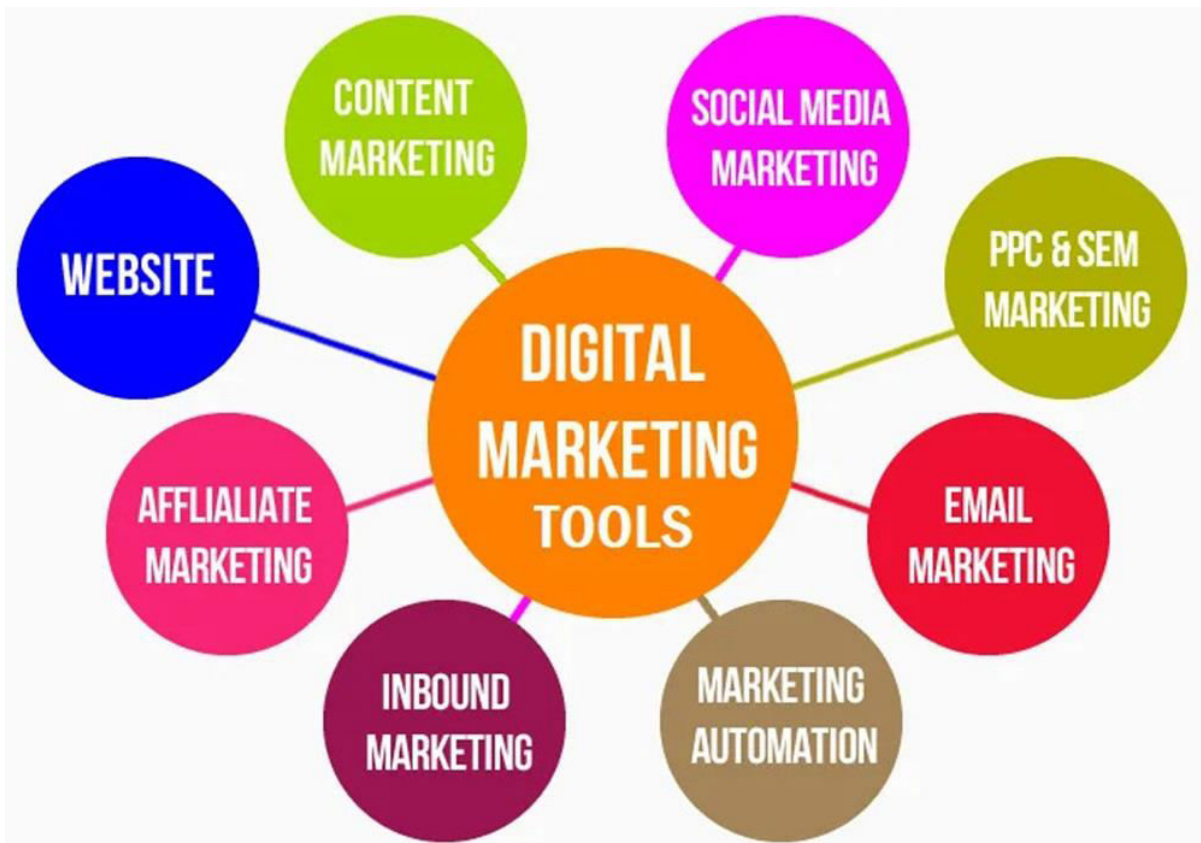 CONTENT
MARKETING
SOCIAL MEDIA
MARKETING
WEBSITE
PPC & SEM
MARKETING
DIGITAL
MARKETING
TOOLS
AFFLIALIATE
MARKETING
EMAIL
MARKETING
INBOUND
MARKETING
MARKETING
AUTOMATION